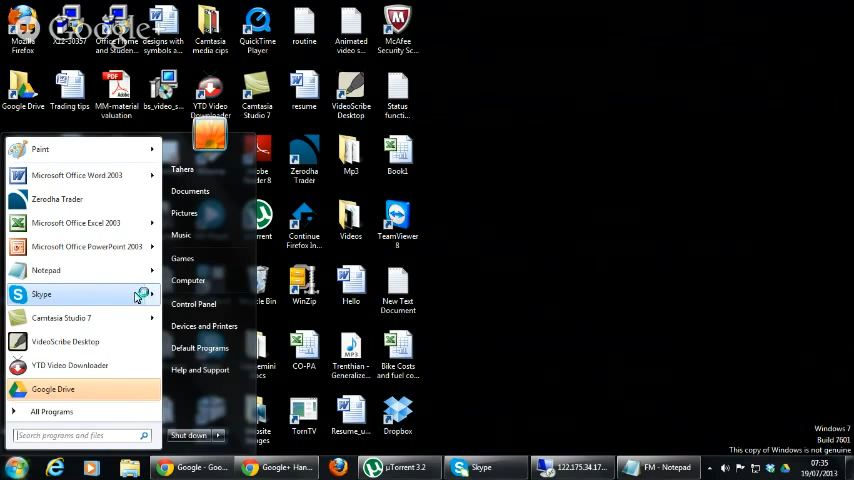 Google+
Mozilla
Firefox
X12-30357
Office Home
and Studen...
designs with
symbols a...
Camtasia
media cips
QuickTime
Player
routine
Animated
video s...
McAfee
Security Sc...
Google Drive
Trading tips
MM-material
valuation
bs_video_s...
YTD Video
Downloader
Camtasia
Studio 7
resume
VideoScribe
Desktop
Status
functi...
Zerodha
Trader
Mp3
Book1
Continue
Firefox In...
Videos
TeamViewer
8
WinZip
Hello
New Text
Document
CO-PA
Trenthian -
Generalize...
Bike Costs
and fuel co...
TornTV
Resume_u...
Dropbox
Paint
Microsoft Office Word 2003
Zerodha Trader
Microsoft Office Excel 2003
Microsoft Office PowerPoint 2003
Notepad
Skype
Camtasia Studio 7
VideoScribe Desktop
YTD Video Downloader
Google Drive
All Programs
Search programs and files
Tahera
Documents
Pictures
Music
Games
Computer
Control Panel
Devices and Printers
Default Programs
Help and Support
Shut down
Windows 7
Build 7601
This copy of Windows is not genuine
Google - Goo...
Google+ Han...
µTorrent 3.2
Skype
122.175.34.17...
FM - Notepad
07:35
19/07/2013